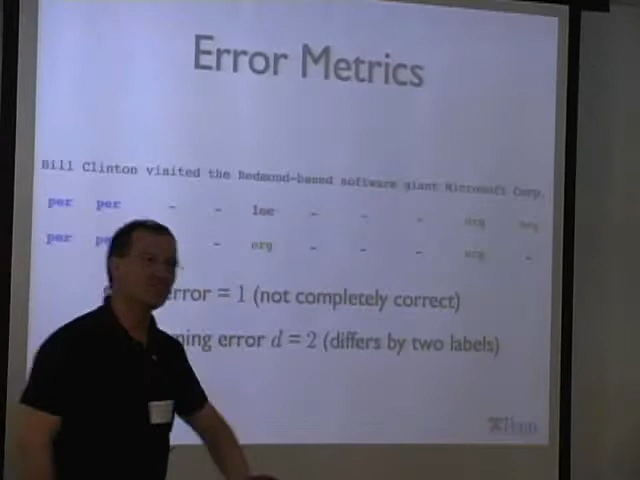 Error Metrics
Bill Clinton visited the Redmond-based software giant Microsoft Corp.
per per - - loc - - - org org
per - org - - - org -
error = 1 (not completely correct)
ming error d = 2 (differs by two labels)